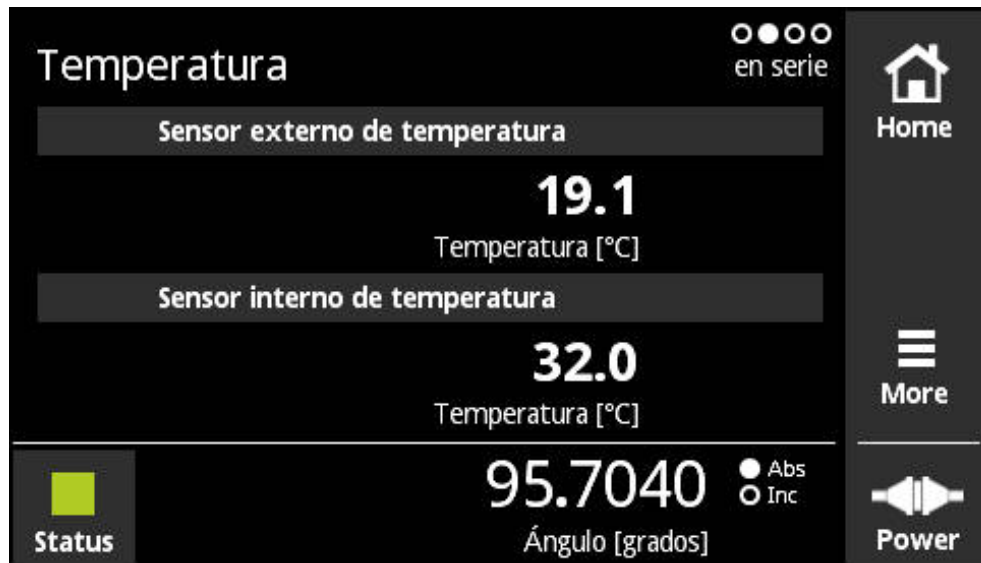 Temperatura
en serie
Home
Sensor externo de temperatura
19.1
Temperatura [°C]
Sensor interno de temperatura
32.0
Temperatura [°C]
More
Status
95.7040
Abs
Inc
Ángulo [grados]
Power